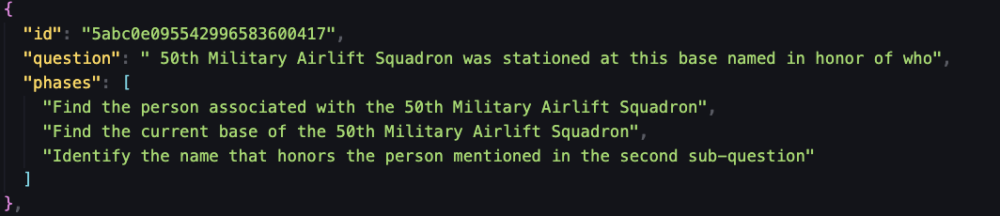 {
"id": "5abc0e095542996583600417",
"question": " 50th Military Airlift Squadron was stationed at this base named in honor of who",
"phases": [
"Find the person associated with the 50th Military Airlift Squadron",
"Find the current base of the 50th Military Airlift Squadron",
"Identify the name that honors the person mentioned in the second sub-question"
]
},